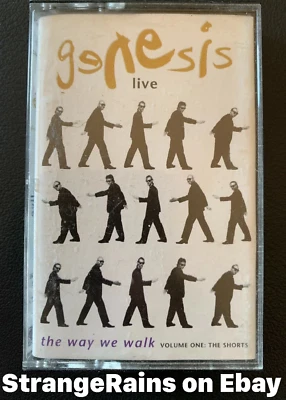 genesis
live
the way we walk VOLUME ONE: THE SHORTS
StrangeRains on Ebay